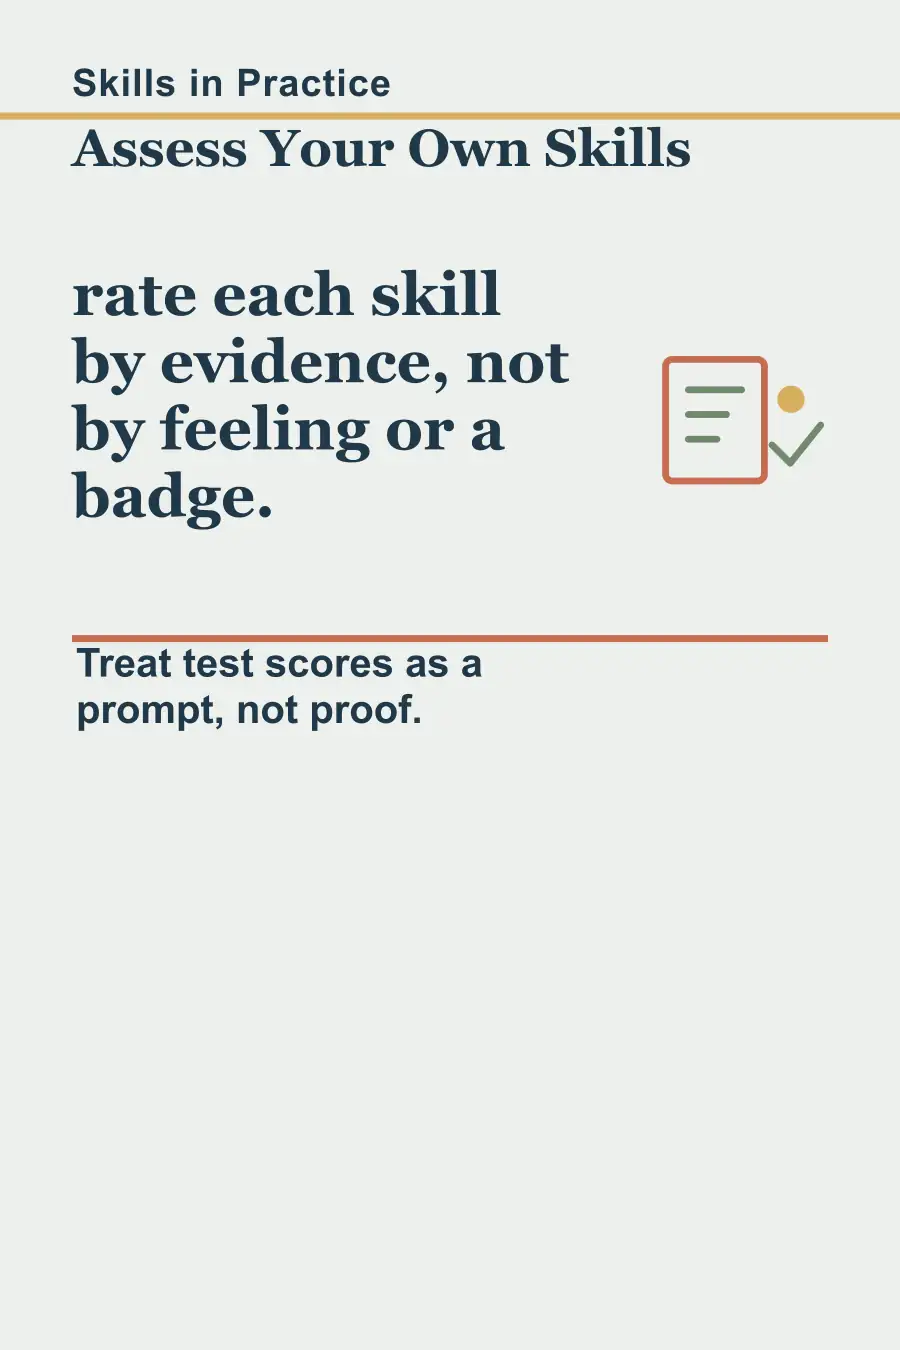 Skills in Practice
Assess Your Own Skills
rate each skill
by evidence, not
by feeling or a
badge.
Treat test scores as a
prompt, not proof.